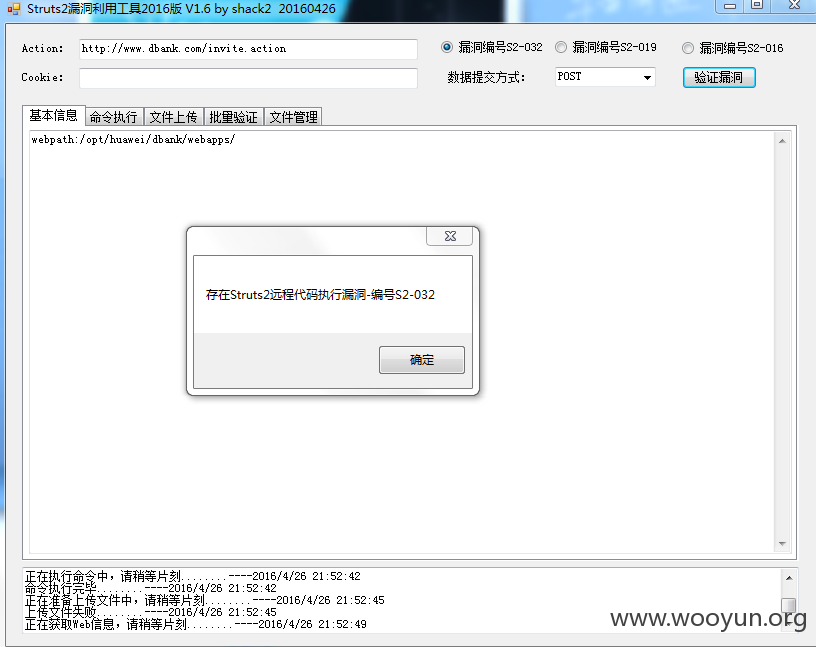 Struts2漏洞利用工具2016版 V1.6 by shack2 20160426
Action: http://www.dbank.com/invite.action 漏洞编号S2-032 漏洞编号S2-019 漏洞编号S2-016
Cookie: 数据提交方式: POST 验证漏洞
基本信息 命令执行 文件上传 批量验证 文件管理
webpath:/opt/huawei/dbank/webapps/
存在Struts2远程代码执行漏洞-编号S2-032
确定
正在执行命令中，请稍等片刻........----2016/4/26 21:52:42
命令执行完毕........----2016/4/26 21:52:42
正在准备上传文件中，请稍等片刻........----2016/4/26 21:52:45
上传文件失败........----2016/4/26 21:52:45
正在获取Web信息，请稍等片刻........----2016/4/26 21:52:49
www.wooyun.org